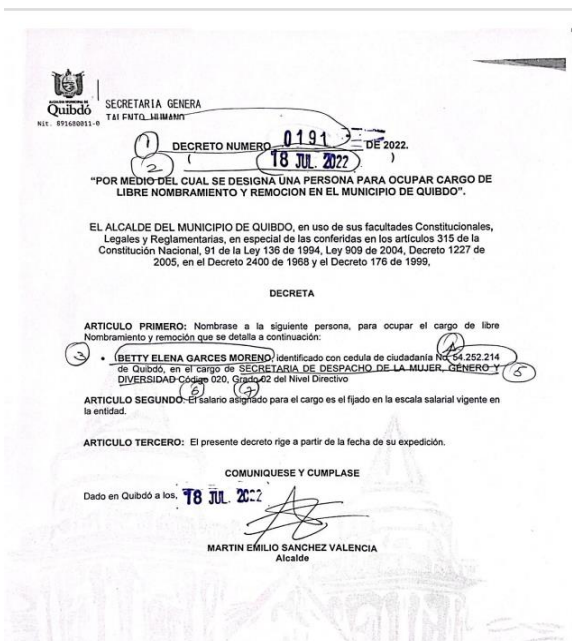 ALCALDIA MUNICIPAL DE
Quibdó
Nit. 891680011-0
SECRETARIA GENERA
TALENTO HUMANO
1
DECRETO NUMERO 0191 DE 2022.
2
( 18 JUL. 2022 )
“POR MEDIO DEL CUAL SE DESIGNA UNA PERSONA PARA OCUPAR CARGO DE
LIBRE NOMBRAMIENTO Y REMOCION EN EL MUNICIPIO DE QUIBDO”.
EL ALCALDE DEL MUNICIPIO DE QUIBDO, en uso de sus facultades Constitucionales,
Legales y Reglamentarias, en especial de las conferidas en los artículos 315 de la
Constitución Nacional, 91 de la Ley 136 de 1994, Ley 909 de 2004, Decreto 1227 de
2005, en el Decreto 2400 de 1968 y el Decreto 176 de 1999,
DECRETA
ARTICULO PRIMERO: Nombrase a la siguiente persona, para ocupar el cargo de libre
Nombramiento y remoción que se detalla a continuación:
4
3
• BETTY ELENA GARCES MORENO, identificado con cedula de ciudadanía No. 54.252.214
de Quibdó, en el cargo de SECRETARIA DE DESPACHO DE LA MUJER, GÉNERO Y
5
DIVERSIDAD Código 020, Grado 02 del Nivel Directivo
6 7
ARTICULO SEGUNDO: El salario asignado para el cargo es el fijado en la escala salarial vigente en
la entidad.
ARTICULO TERCERO: El presente decreto rige a partir de la fecha de su expedición.
COMUNIQUESE Y CUMPLASE
Dado en Quibdó a los, 18 JUL. 2022
MARTIN EMILIO SANCHEZ VALENCIA
Alcalde